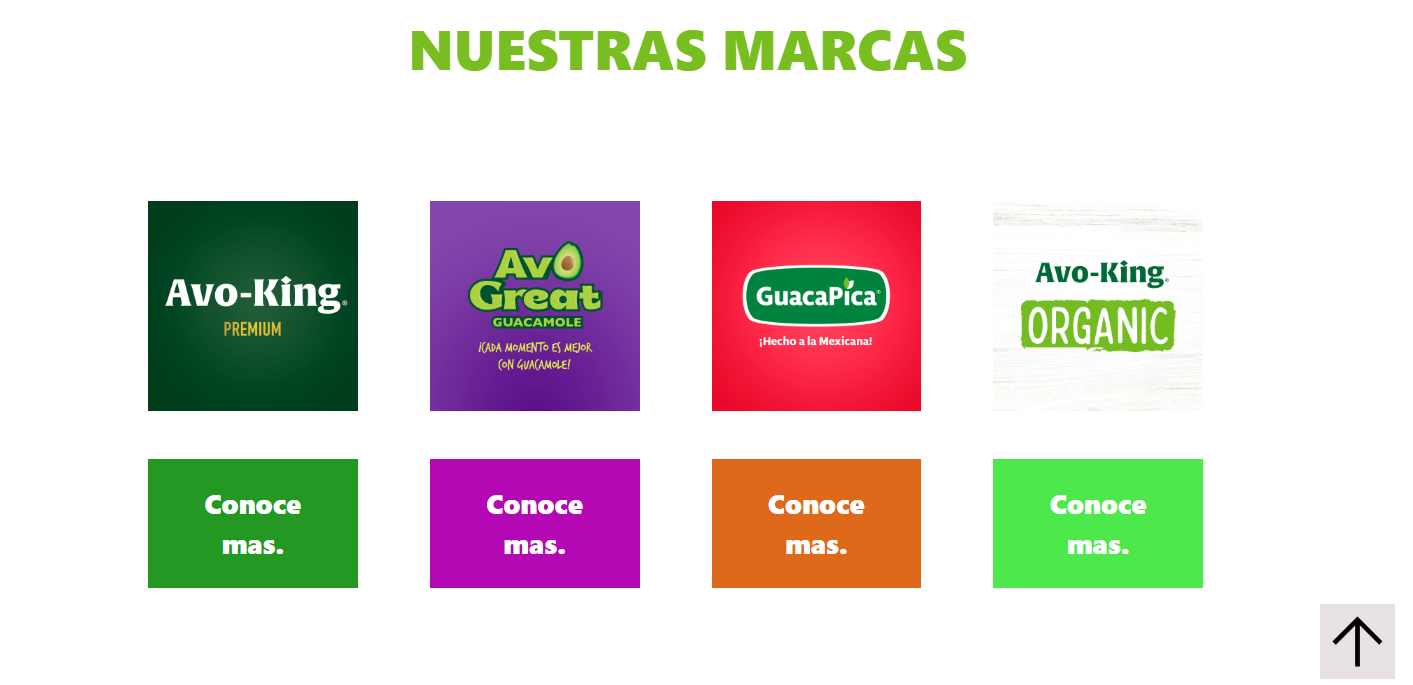 NUESTRAS MARCAS
Avo-King®
PREMIUM
Avo
Great
GUACAMOLE
¡CADA MOMENTO ES MEJOR
CON GUACAMOLE!
GuacaPica®
¡Hecho a la Mexicana!
Avo-King®
ORGANIC
Conoce
mas.
Conoce
mas.
Conoce
mas.
Conoce
mas.